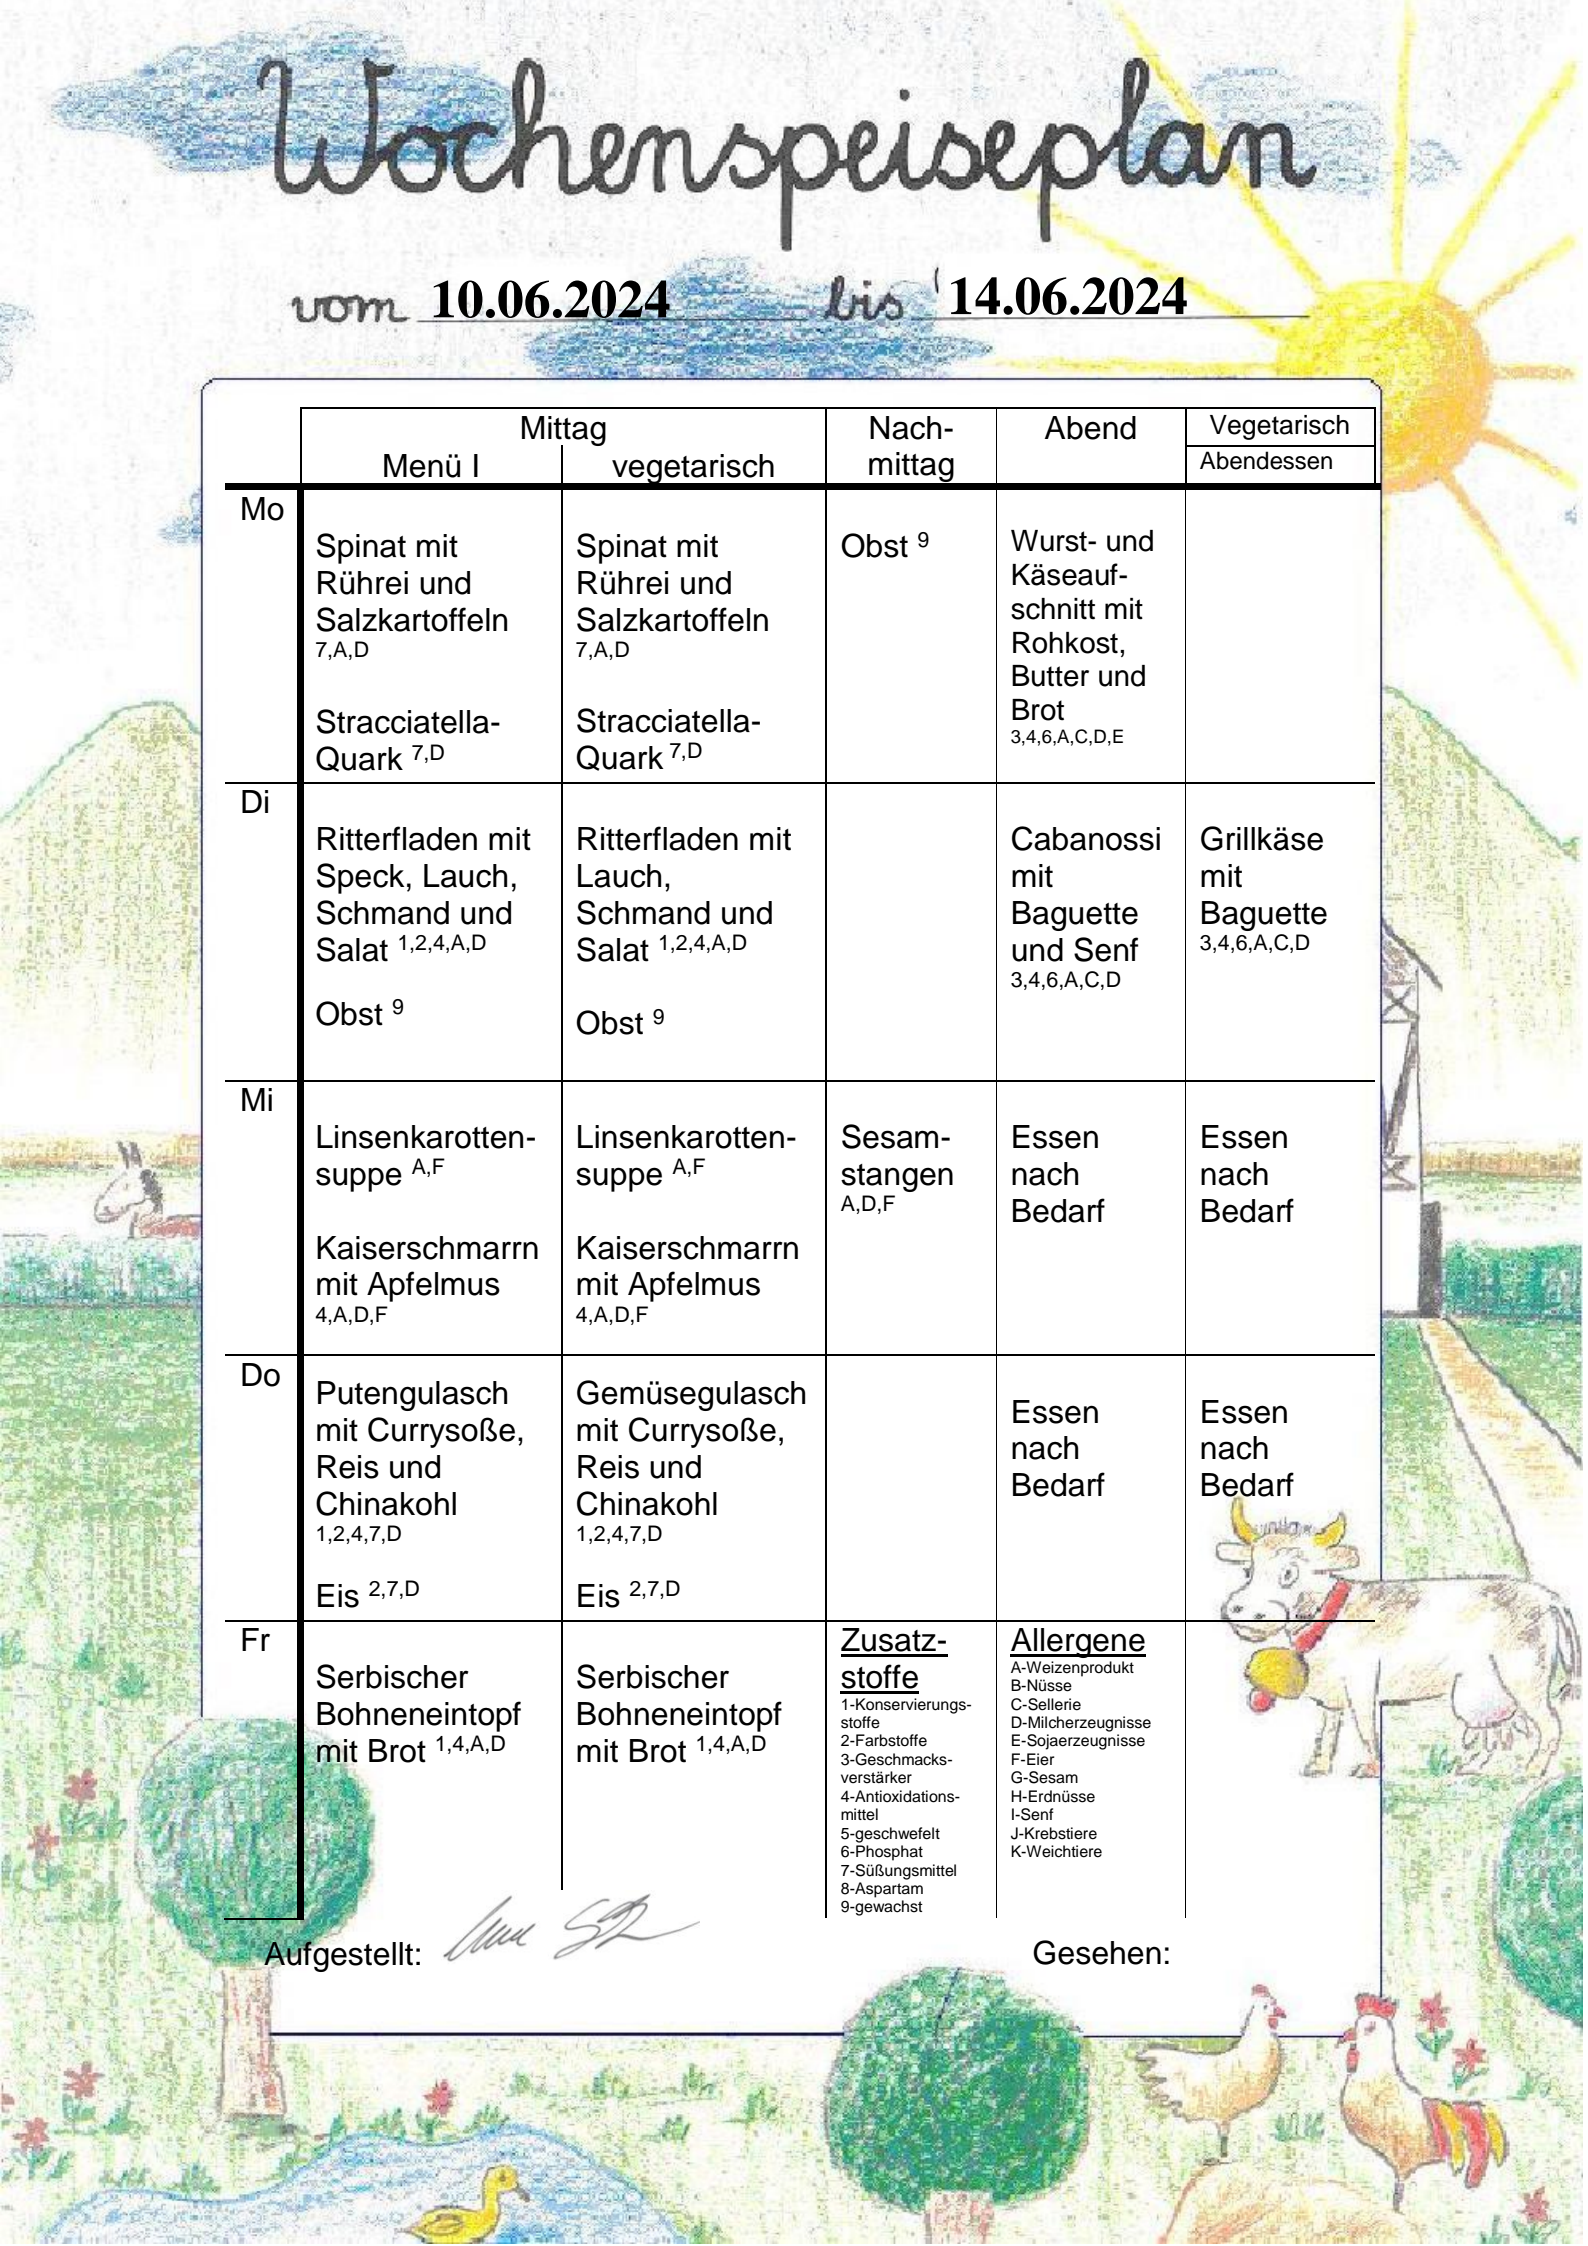 Wochenspeiseplan
vom 10.06.2024 bis 14.06.2024
Mittag
Menü I
vegetarisch
Nach-
mittag
Abend
Vegetarisch
Abendessen
Mo
Spinat mit
Rührei und
Salzkartoffeln
7,A,D
Stracciatella-
Quark 7,D
Spinat mit
Rührei und
Salzkartoffeln
7,A,D
Stracciatella-
Quark 7,D
Obst 9
Wurst- und
Käseauf-
schnitt mit
Rohkost,
Butter und
Brot
3,4,6,A,C,D,E
Di
Ritterfladen mit
Speck, Lauch,
Schmand und
Salat 1,2,4,A,D
Obst 9
Ritterfladen mit
Lauch,
Schmand und
Salat 1,2,4,A,D
Obst 9
Cabanossi
mit
Baguette
und Senf
3,4,6,A,C,D
Grillkäse
mit
Baguette
3,4,6,A,C,D
Mi
Linsenkarotten-
suppe A,F
Kaiserschmarrn
mit Apfelmus
4,A,D,F
Linsenkarotten-
suppe A,F
Kaiserschmarrn
mit Apfelmus
4,A,D,F
Sesam-
stangen
A,D,F
Essen
nach
Bedarf
Essen
nach
Bedarf
Do
Putengulasch
mit Currysoße,
Reis und
Chinakohl
1,2,4,7,D
Eis 2,7,D
Gemüsegulasch
mit Currysoße,
Reis und
Chinakohl
1,2,4,7,D
Eis 2,7,D
Essen
nach
Bedarf
Essen
nach
Bedarf
Fr
Serbischer
Bohneneintopf
mit Brot 1,4,A,D
Serbischer
Bohneneintopf
mit Brot 1,4,A,D
Zusatz-
stoffe
1-Konservierungs-
stoffe
2-Farbstoffe
3-Geschmacks-
verstärker
4-Antioxidations-
mittel
5-geschwefelt
6-Phosphat
7-Süßungsmittel
8-Aspartam
9-gewachst
Allergene
A-Weizenprodukt
B-Nüsse
C-Sellerie
D-Milcherzeugnisse
E-Sojaerzeugnisse
F-Eier
G-Sesam
H-Erdnüsse
I-Senf
J-Krebstiere
K-Weichtiere
Aufgestellt:
Gesehen: